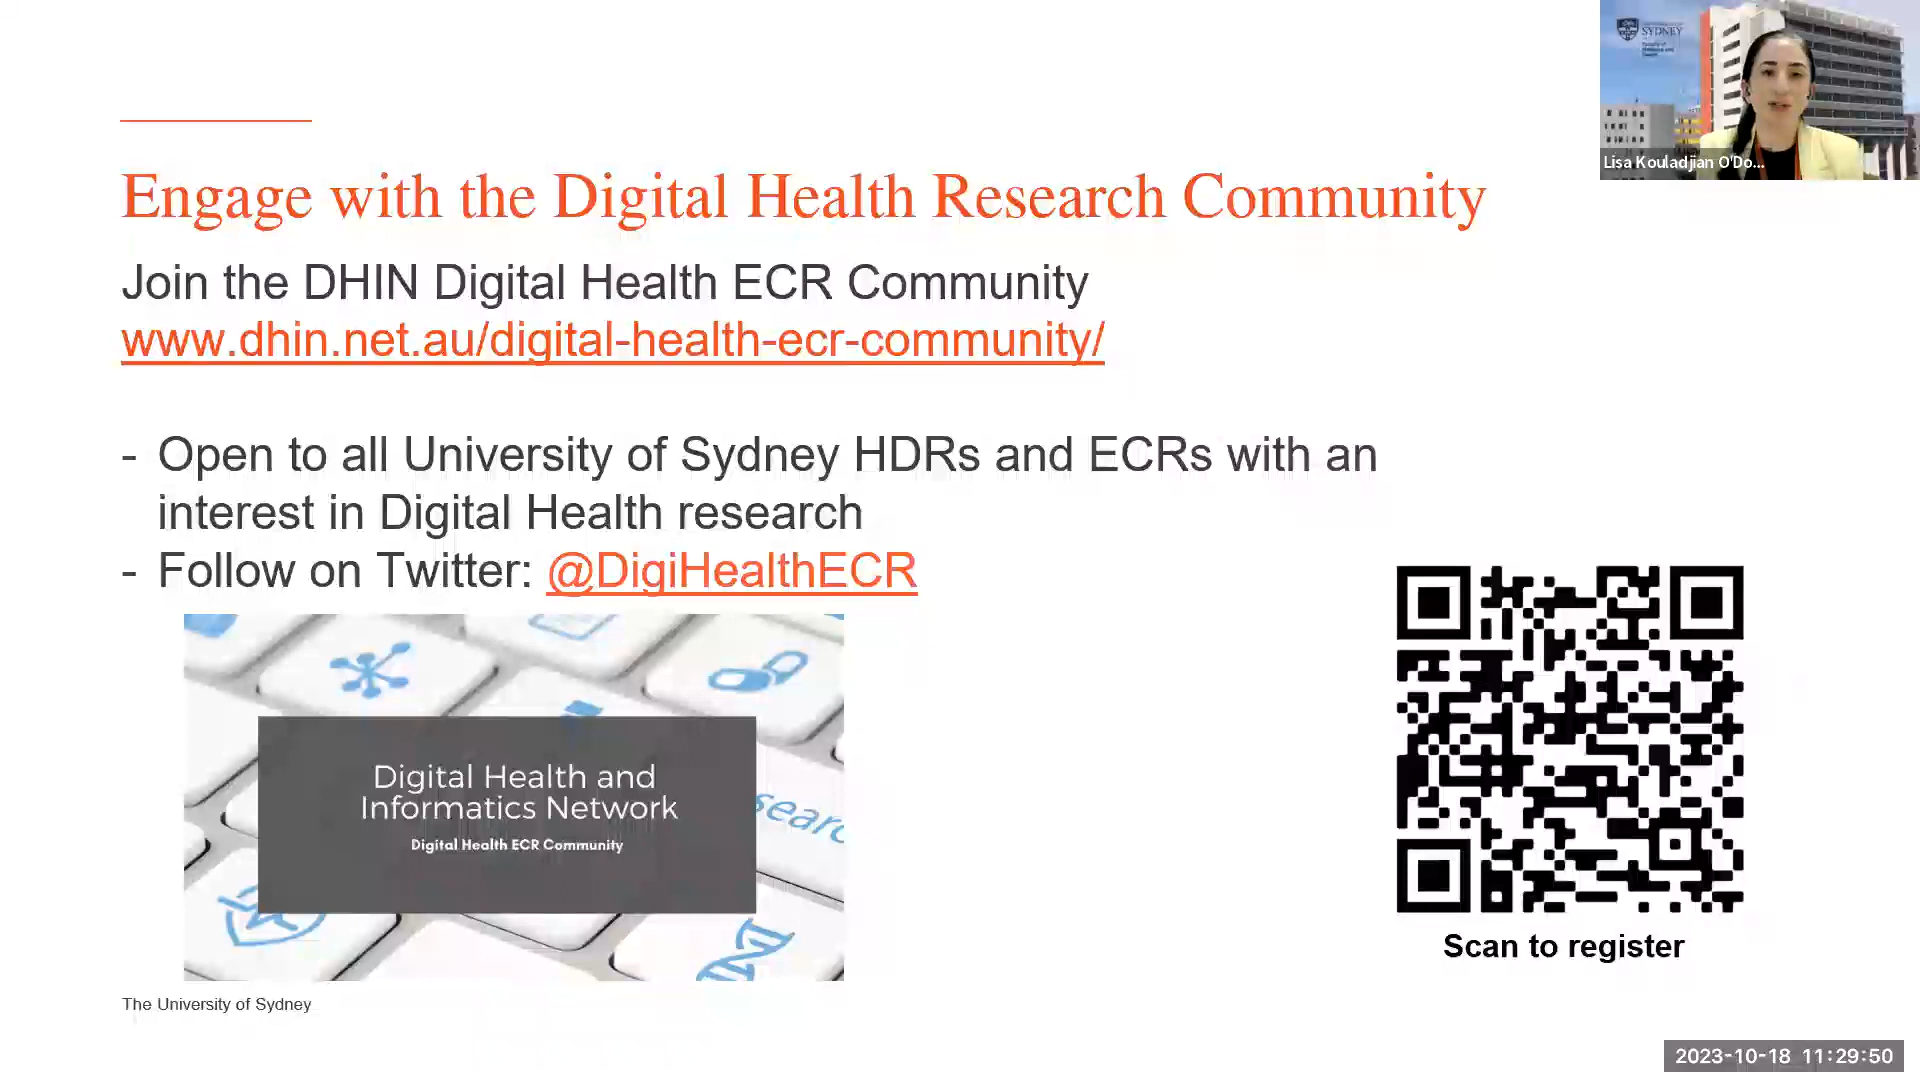 SYDNEY
Lisa Kouladjian O'Do...
Engage with the Digital Health Research Community
Join the DHIN Digital Health ECR Community
www.dhin.net.au/digital-health-ecr-community/
- Open to all University of Sydney HDRs and ECRs with an
interest in Digital Health research
- Follow on Twitter: @DigiHealthECR
Digital Health and
Informatics Network
Digital Health ECR Community
Scan to register
The University of Sydney
2023-10-18 11:29:50